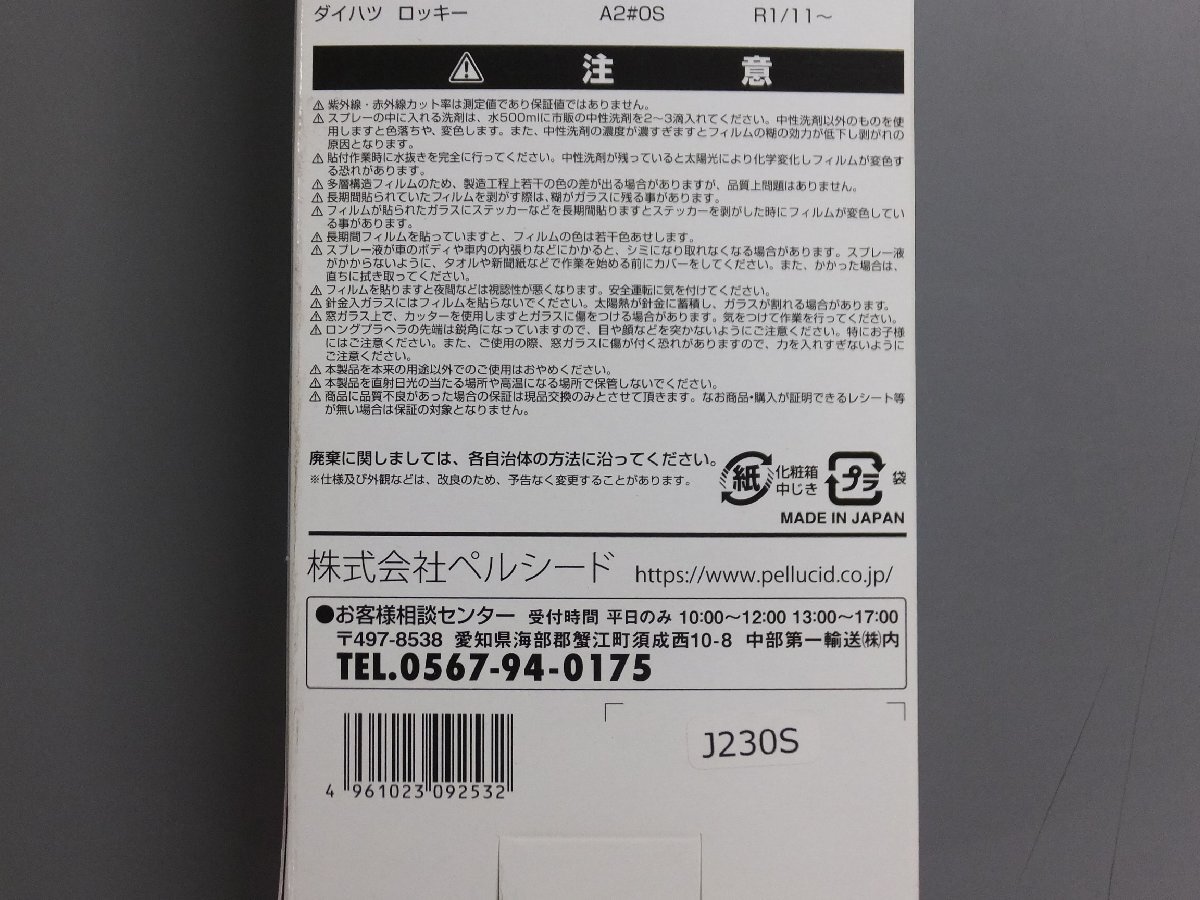 ダイハツ ロッキー A2#0S R1/11～
⚠ 注 意
⚠ 紫外線・赤外線カット率は測定値であり保証値ではありません。
⚠ スプレーの中に入れる洗剤は、水500mlに市販の中性洗剤を2～3滴入れてください。中性洗剤以外のものを使
用しますと色落ちや、変色します。また、中性洗剤の濃度が濃すぎますとフィルムの糊の効力が低下し剥がれの
原因となります。
⚠ 貼付作業時に水抜きを完全に行ってください。中性洗剤が残っていると太陽光により化学変化しフィルムが変色す
る恐れがあります。
⚠ 多層構造フィルムのため、製造工程上若干の色の差が出る場合がありますが、品質上問題はありません。
⚠ 長期間貼られていたフィルムを剥がす際は、糊がガラスに残る事があります。
⚠ フィルムが貼られたガラスにステッカーなどを長期間貼りますとステッカーを剥がした時にフィルムが変色してい
る事があります。
⚠ 長期間フィルムを貼っていますと、フィルムの色は若干色あせします。
⚠ スプレー液が車のボディや車内の内張りなどにかかると、シミになり取れなくなる場合があります。スプレー液
がかからないように、タオルや新聞紙などで作業を始める前にカバーをしてください。また、かかった場合は、
直ちに拭き取ってください。
⚠ フィルムを貼りますと夜間などは視認性が悪くなります。安全運転に気を付けてください。
⚠ 針金入ガラスにはフィルムを貼らないでください。太陽熱が針金に蓄積し、ガラスが割れる場合があります。
⚠ 窓ガラス上で、カッターを使用しますとガラスに傷をつける場合があります。気をつけて作業を行ってください。
⚠ ロングプラヘラの先端は鋭角になっていますので、目や顔などを突かないようにご注意ください。特にお子様
にはご注意ください。また、ご使用の際、窓ガラスに傷が付く恐れがありますので、力を入れすぎないように
ご注意ください。
⚠ 本製品を本来の用途以外でのご使用はおやめください。
⚠ 本製品を直射日光の当たる場所や高温になる場所で保管しないでください。
⚠ 商品に品質不良があった場合の保証は現品交換のみとさせて頂きます。なお商品・購入が証明できるレシート等
が無い場合は保証の対象となりません。
廃棄に関しましては、各自治体の方法に沿ってください。
※仕様及び外観などは、改良のため、予告なく変更することがあります。
紙 化粧箱 中じき プラ 袋
MADE IN JAPAN
株式会社ペルシード https://www.pellucid.co.jp/
●お客様相談センター 受付時間 平日のみ 10:00～12:00 13:00～17:00
〒497-8538 愛知県海部郡蟹江町須成西10-8 中部第一輸送㈱内
TEL.0567-94-0175
J230S
4 961023 092532